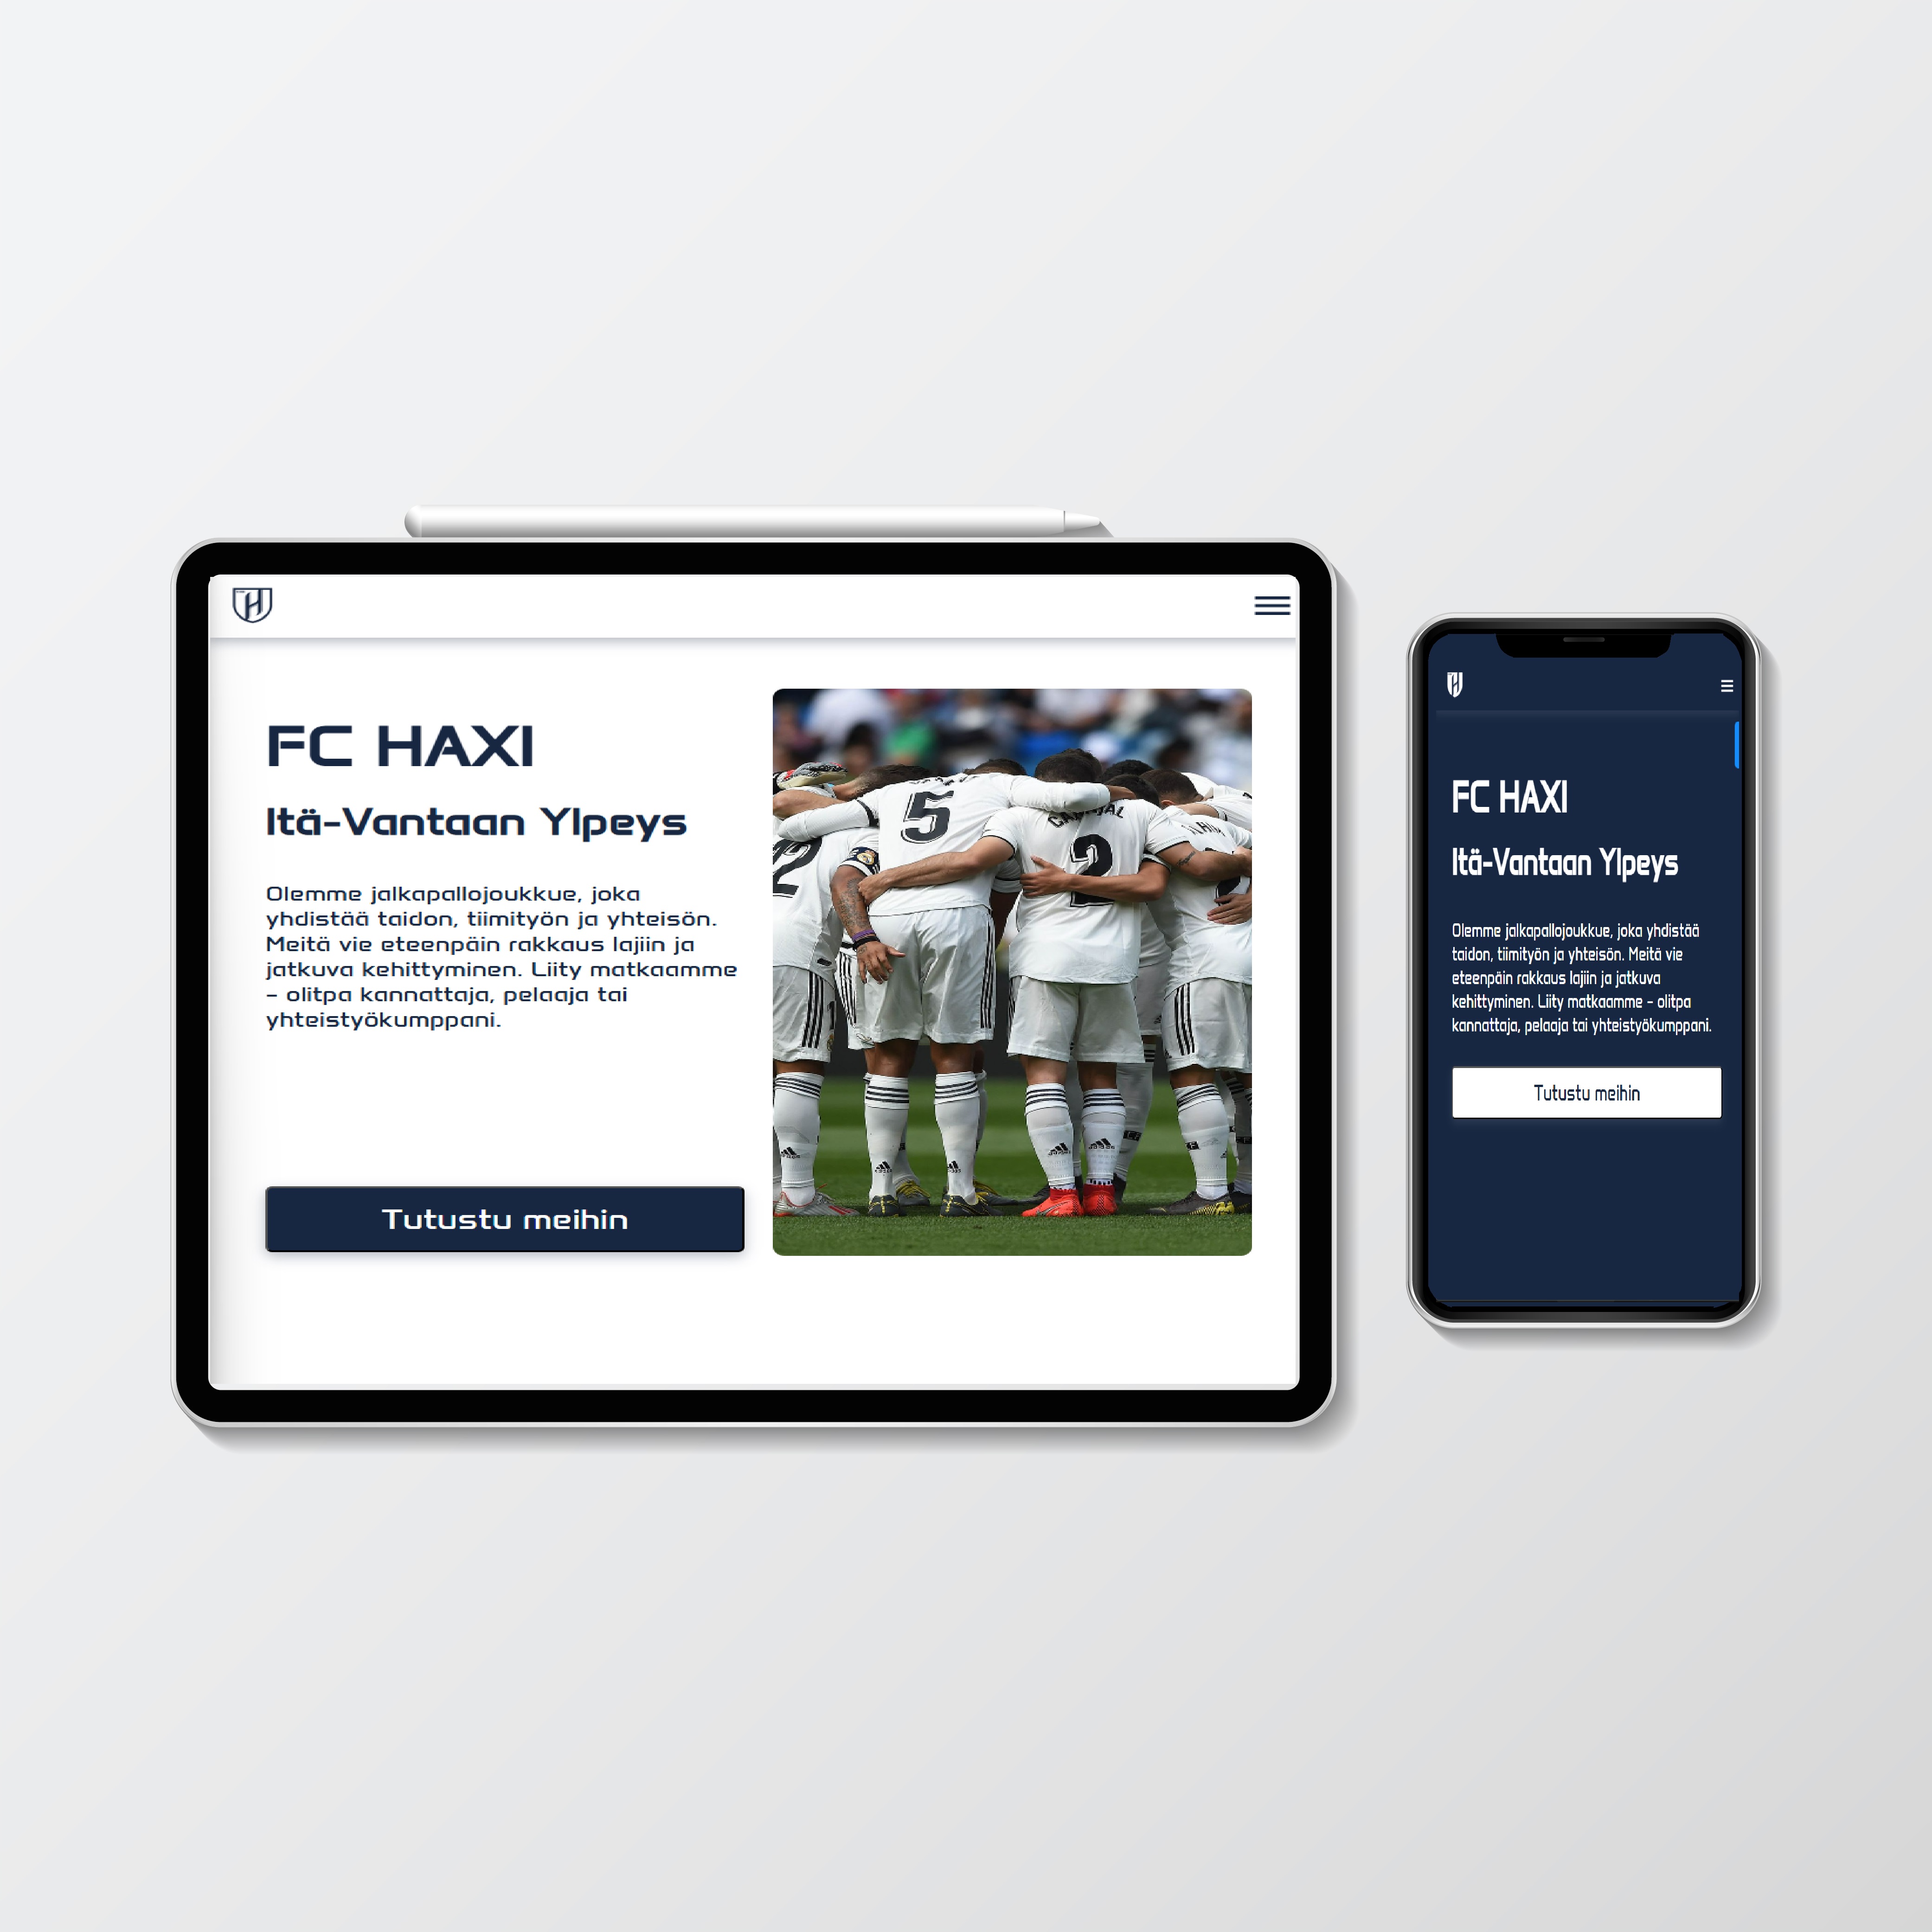 H
FC HAXI
Itä-Vantaan Ylpeys
Olemme jalkapallojoukkue, joka
yhdistää taidon, tiimityön ja yhteisön.
Meitä vie eteenpäin rakkaus lajiin ja
jatkuva kehittyminen. Liity matkaamme
– olitpa kannattaja, pelaaja tai
yhteistyökumppani.
Tutustu meihin
5
2
2
H
FC HAXI
Itä-Vantaan Ylpeys
Olemme jalkapallojoukkue, joka yhdistää
taidon, tiimityön ja yhteisön. Meitä vie
eteenpäin rakkaus lajiin ja jatkuva
kehittyminen. Liity matkaamme – olitpa
kannattaja, pelaaja tai yhteistyökumppani.
Tutustu meihin